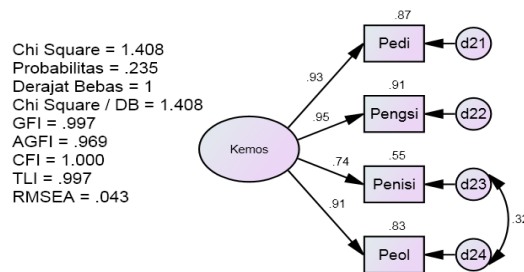 Chi Square = 1.408
Probabilitas = .235
Derajat Bebas = 1
Chi Square / DB = 1.408
GFI = .997
AGFI = .969
CFI = 1.000
TLI = .997
RMSEA = .043
Kemos
.93
.95
.74
.91
.87
Pedi
d21
.91
Pengsi
d22
.55
Penisi
d23
.83
Peol
d24
.32